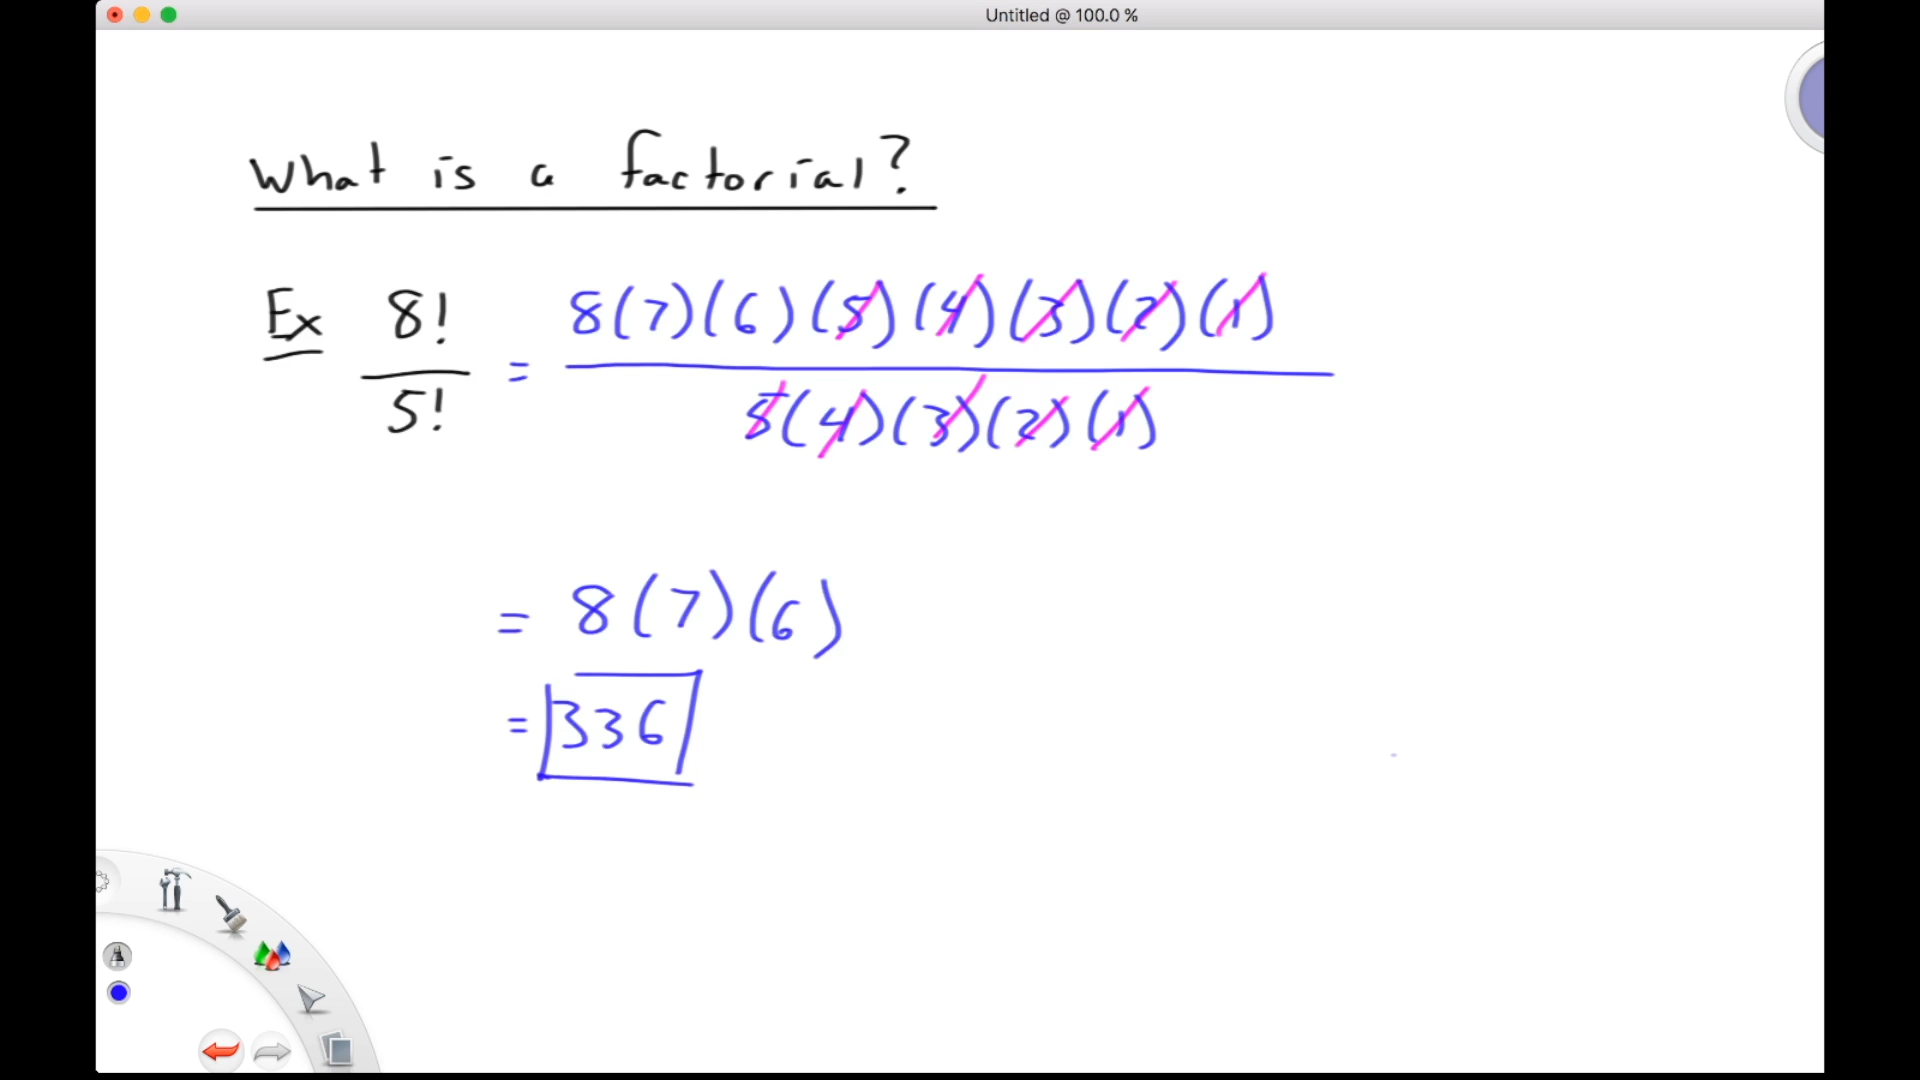 Untitled @ 100.0 %
What is a factorial?
Ex 8!/5! = 8(7)(6)(5)(4)(3)(2)(1)/5(4)(3)(2)(1)
= 8(7)(6)
= 336